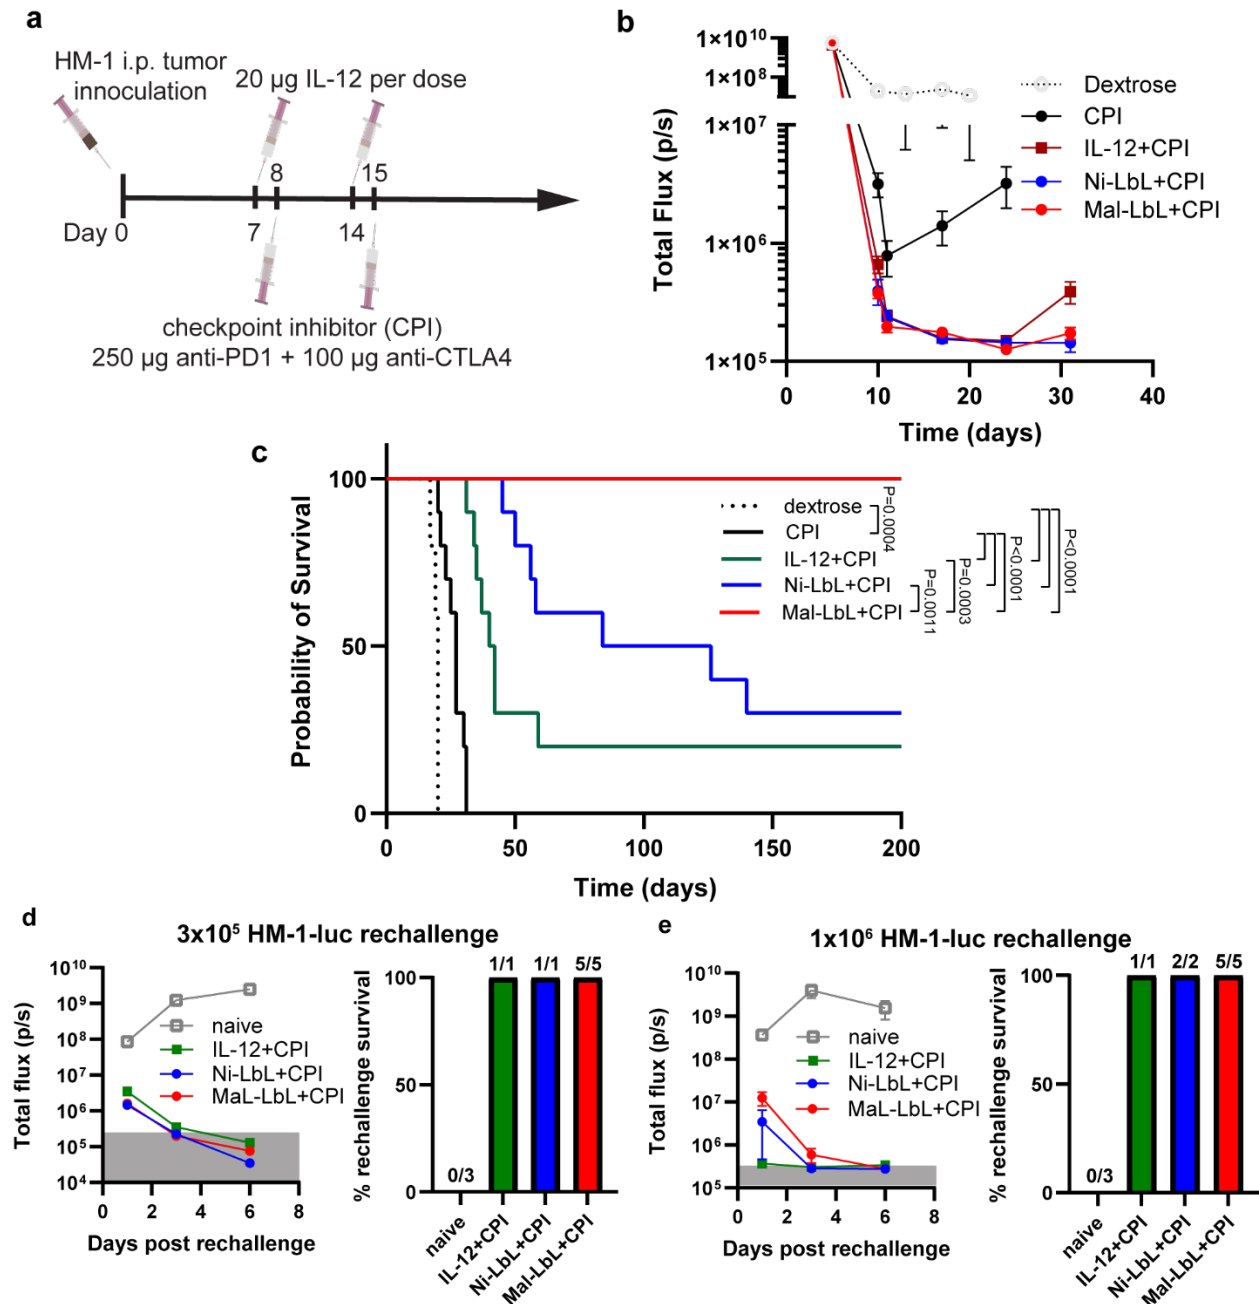 a
HM-1 i.p. tumor
innoculation
20 µg IL-12 per dose
8
15
Day 0
7
14
checkpoint inhibitor (CPI)
250 µg anti-PD1 + 100 µg anti-CTLA4
b
Total Flux (p/s)
1×10¹⁰
1×10⁸
1×10⁷
1×10⁶
1×10⁵
0
10
20
30
40
Time (days)
Dextrose
CPI
IL-12+CPI
Ni-LbL+CPI
Mal-LbL+CPI
c
Probability of Survival
100
50
0
0
50
100
150
200
Time (days)
dextrose
CPI
IL-12+CPI
Ni-LbL+CPI
Mal-LbL+CPI
P=0.0004
P=0.0011
P=0.0003
P<0.0001
P<0.0001
d
3x10⁵ HM-1-luc rechallenge
Total flux (p/s)
10¹⁰
10⁹
10⁸
10⁷
10⁶
10⁵
10⁴
0
2
4
6
8
Days post rechallenge
naive
IL-12+CPI
Ni-LbL+CPI
MaL-LbL+CPI
% rechallenge survival
100
50
0
0/3
1/1
1/1
5/5
naive
IL-12+CPI
Ni-LbL+CPI
Mal-LbL+CPI
e
1x10⁶ HM-1-luc rechallenge
Total flux (p/s)
10¹⁰
10⁹
10⁸
10⁷
10⁶
10⁵
0
2
4
6
8
Days post rechallenge
naive
IL-12+CPI
Ni-LbL+CPI
MaL-LbL+CPI
% rechallenge survival
100
50
0
0/3
1/1
2/2
5/5
naive
IL-12+CPI
Ni-LbL+CPI
Mal-LbL+CPI